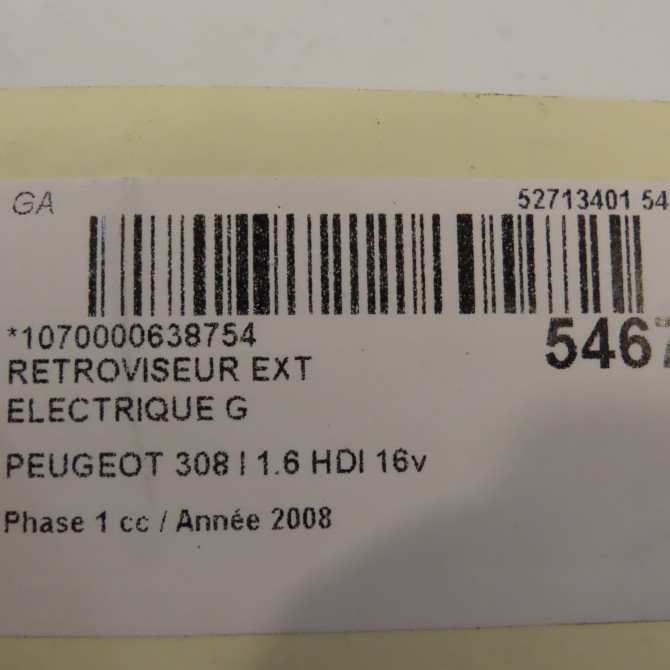 GA
52713401 54
*1070000638754
5467
RETROVISEUR EXT
ELECTRIQUE G
PEUGEOT 308 I 1.6 HDI 16v
Phase 1 cc / Année 2008